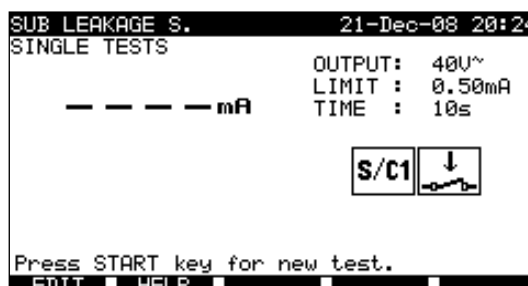 SUB LEAKAGE S. 21-Dec-08 20:24
SINGLE TESTS
OUTPUT: 40V~
LIMIT : 0.50mA
TIME : 10s
----mA
S/C1
Press START key for new test.
EDIT HELP